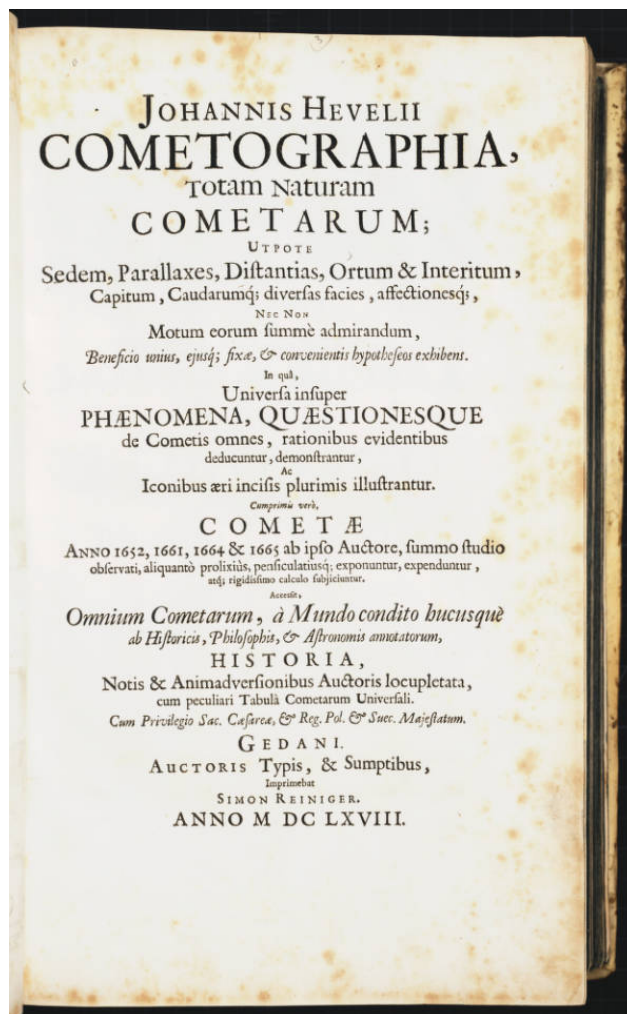 JOHANNIS HEVELII
COMETOGRAPHIA,
Totam Naturam
COMETARUM;
UTPOTE
Sedem, Parallaxes, Diſtantias, Ortum & Interitum,
Capitum, Caudarumq́; diverſas facies, affectionesq́;,
NEC NON
Motum eorum ſummè admirandum,
Beneficio unius, ejusq́; fixæ, & convenientis hypotheſeos exhibens.
In quâ,
Univerſa inſuper
PHÆNOMENA, QUÆSTIONESQUE
de Cometis omnes, rationibus evidentibus
deducuntur, demonſtrantur,
Ac
Iconibus æri inciſis plurimis illuſtrantur.
Cumprimis verò,
COMETÆ
ANNO 1652, 1661, 1664 & 1665 ab ipſo Auctore, ſummo ſtudio
obſervati, aliquantò prolixiùs, penſiculatiusq́; exponuntur, expenduntur,
atq́; rigidiſſimo calculo ſubjiciuntur.
Acceſſit,
Omnium Cometarum, à Mundo condito hucusquè
ab Hiſtoricis, Philoſophis, & Aſtronomis annotatorum,
HISTORIA,
Notis & Animadverſionibus Auctoris locupletata,
cum peculiari Tabulâ Cometarum Univerſali.
Cum Privilegio Sac. Cæſareæ, & Reg. Pol. & Suec. Majeſtatum.
GEDANI.
AUCTORIS Typis, & Sumptibus,
Imprimebat
SIMON REINIGER.
ANNO M DC LXVIII.